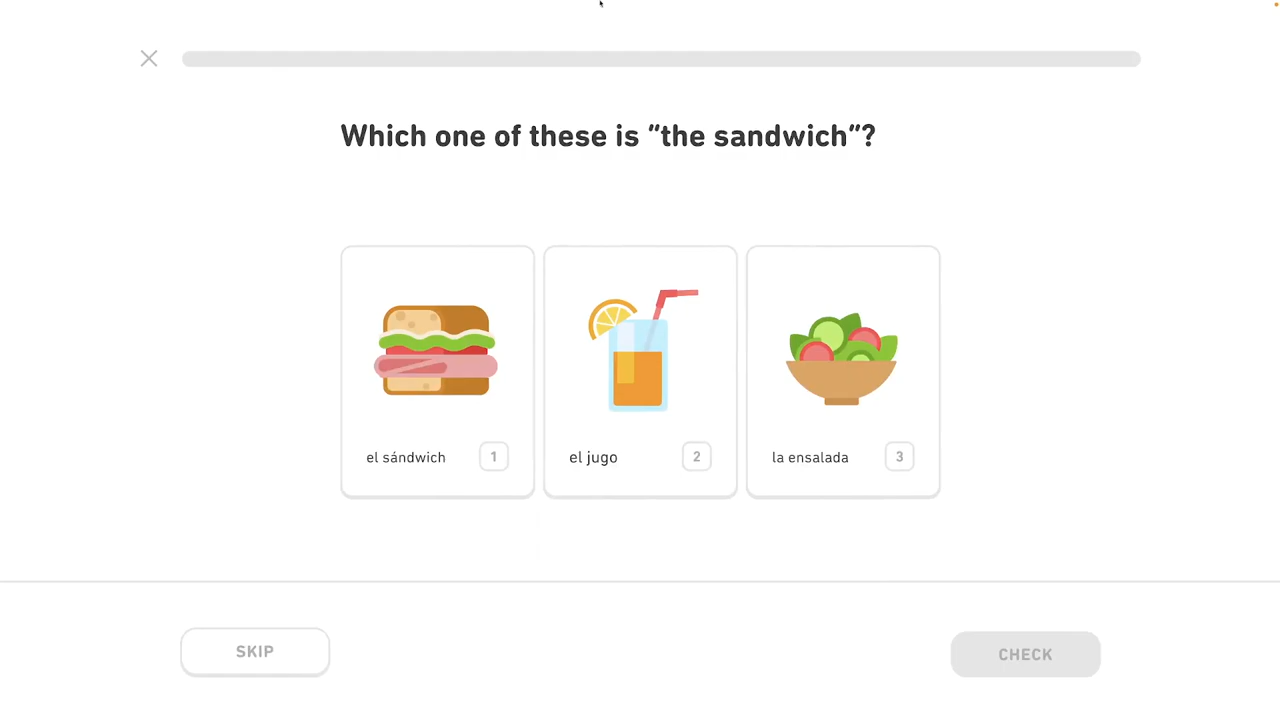 Which one of these is “the sandwich”?
el sándwich 1
el jugo 2
la ensalada 3
SKIP
CHECK